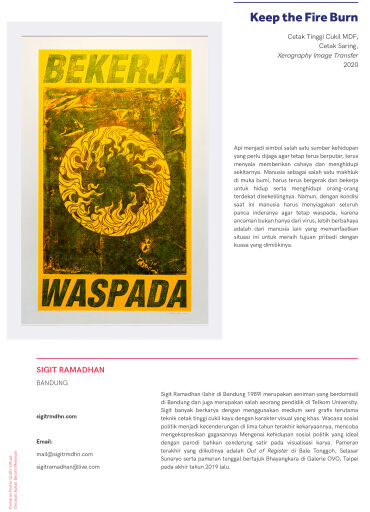 Keep the Fire Burn
Cetak Tinggi Cukil MDF,
Cetak Saring,
Xerography Image Transfer
2020
BEKERJA
WASPADA
Api menjadi simbol salah satu sumber kehidupan
yang perlu dijaga agar tetap terus berputar, terus
menyala memberikan cahaya dan menghidupi
sekitarnya. Manusia sebagai salah satu makhluk
di muka bumi, harus terus bergerak dan bekerja
untuk hidup serta menghidupi orang-orang
terdekat disekelilingnya. Namun, dengan kondisi
saat ini manusia harus menyiagakan seluruh
panca inderanya agar tetap waspada, karena
ancaman bukan hanya dari virus, lebih berbahaya
adalah dari manusia lain yang memanfaatkan
situasi ini untuk meraih tujuan pribadi dengan
kuasa yang dimilikinya.
SIGIT RAMADHAN
BANDUNG
sigitrmdhn.com
Email:
mail@sigitrmdhn.com
sigitramadhan@live.com
Sigit Ramadhan (lahir di Bandung 1989) merupakan seniman yang berdomisili
di Bandung dan juga merupakan salah seorang pendidik di Telkom University.
Sigit banyak berkarya dengan menggunakan medium seni grafis terutama
teknik cetak tinggi cukil kayu dengan karakter visual yang khas. Wacana sosial
politik menjadi kecenderungan di lima tahun terakhir kekaryaannya, mencoba
mengekspresikan gagasannya Mengenai kehidupan sosial politik yang ideal
dengan parodi bahkan cenderung satir pada visualisasi karya. Pameran
terakhir yang diikutinya adalah Out of Register di Bale Tonggoh, Selasar
Sunaryo serta pameran tunggal bertajuk Bhayangkara di Galerie OVO, Taipei
pada akhir tahun 2019 lalu.